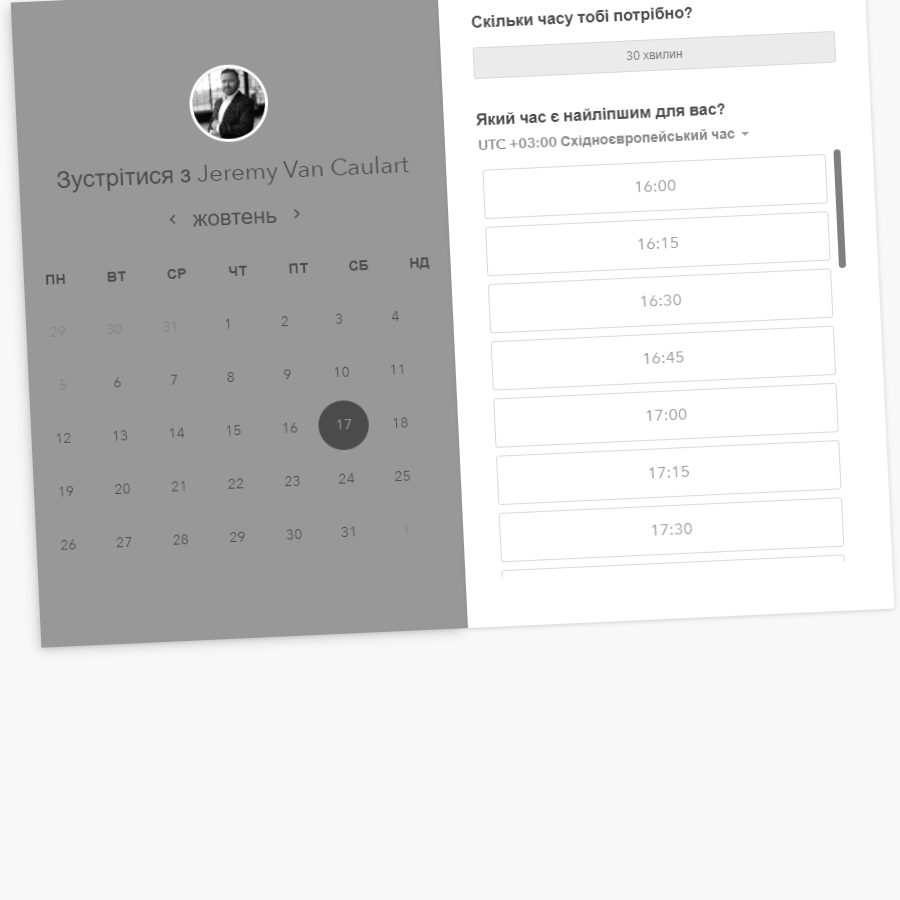 Зустрітися з Jeremy Van Caulart
‹ жовтень ›
ПН ВТ СР ЧТ ПТ СБ НД
29 30 31 1 2 3 4
5 6 7 8 9 10 11
12 13 14 15 16 17 18
19 20 21 22 23 24 25
26 27 28 29 30 31 1
Скільки часу тобі потрібно?
30 хвилин
Який час є найліпшим для вас?
UTC +03:00 Східноєвропейський час
16:00
16:15
16:30
16:45
17:00
17:15
17:30